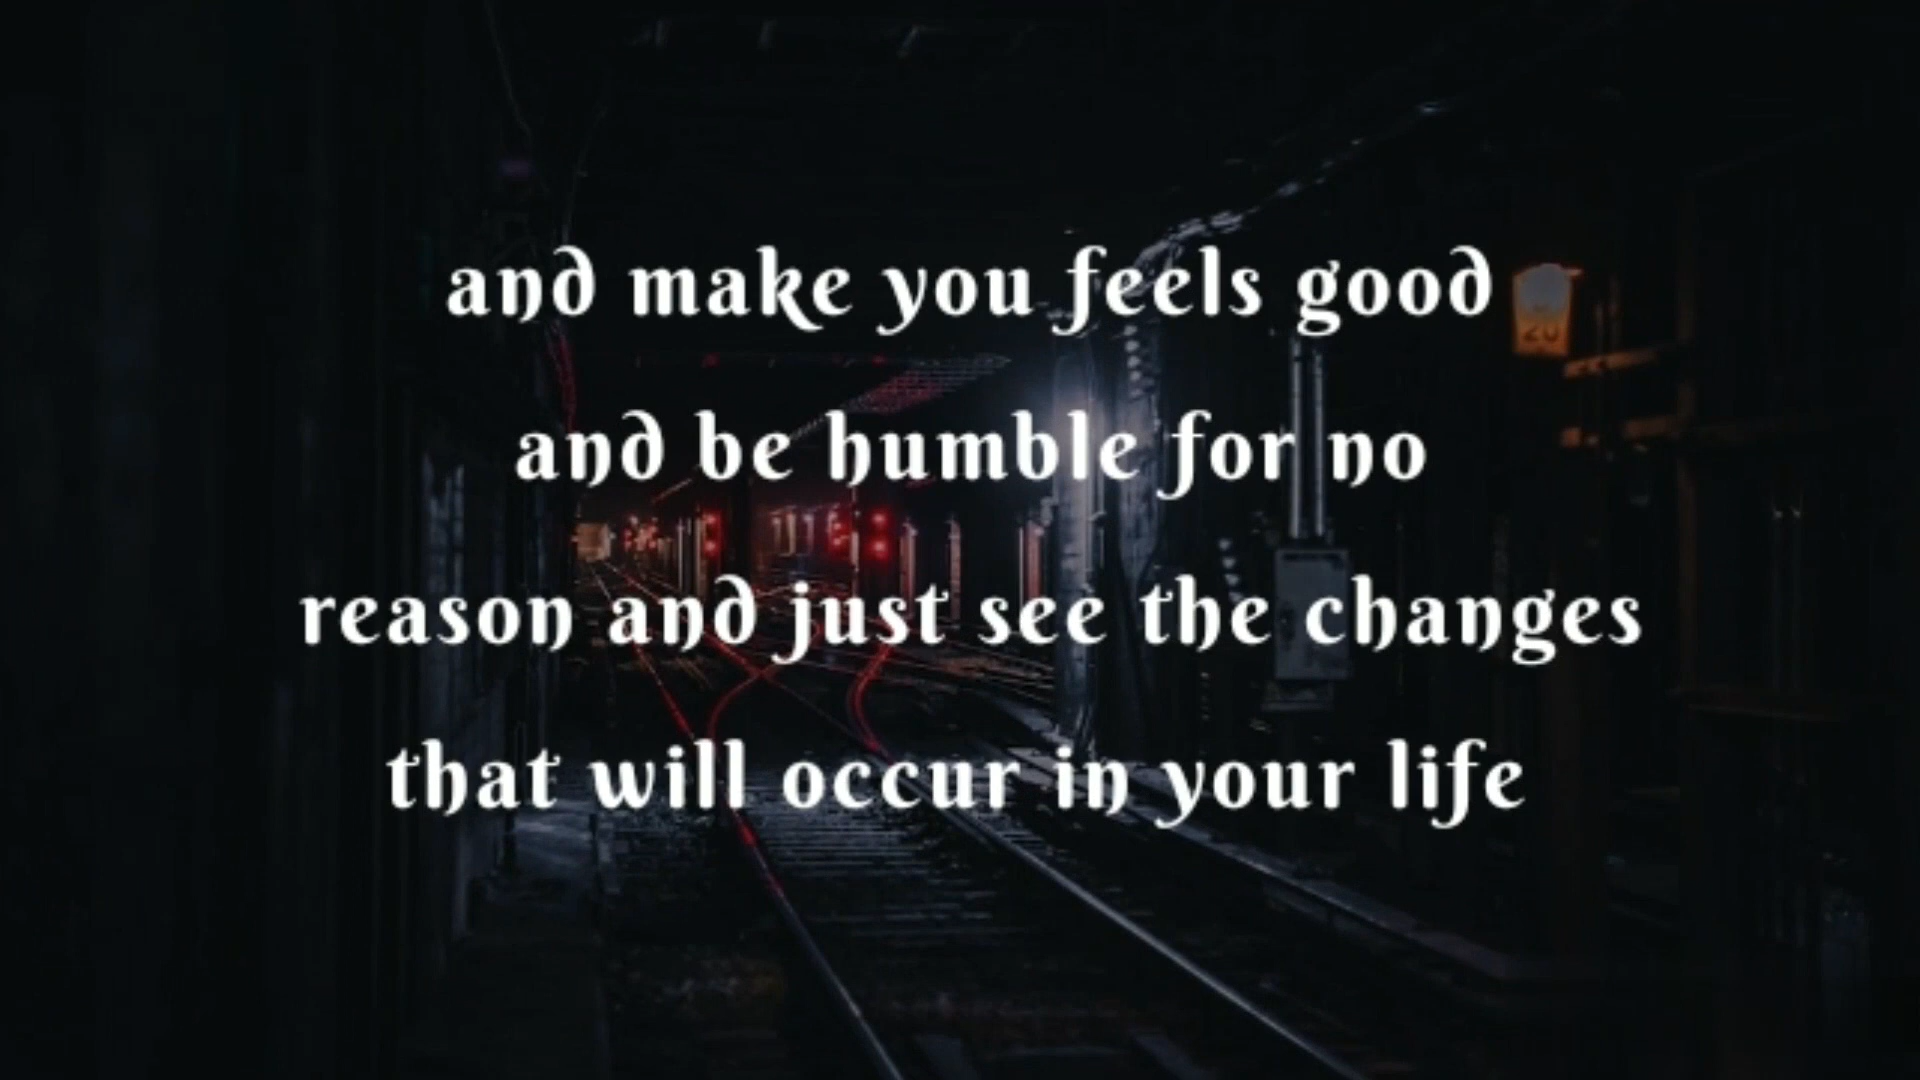 and make you feels good
and be humble for no
reason and just see the changes
that will occur in your life
20